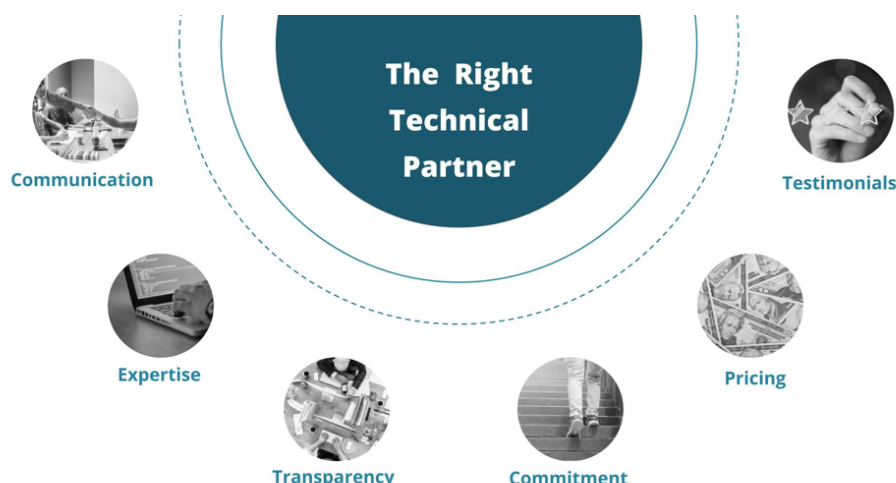 The Right
Technical
Partner
Communication
Testimonials
Expertise
Pricing
Transparency
Commitment